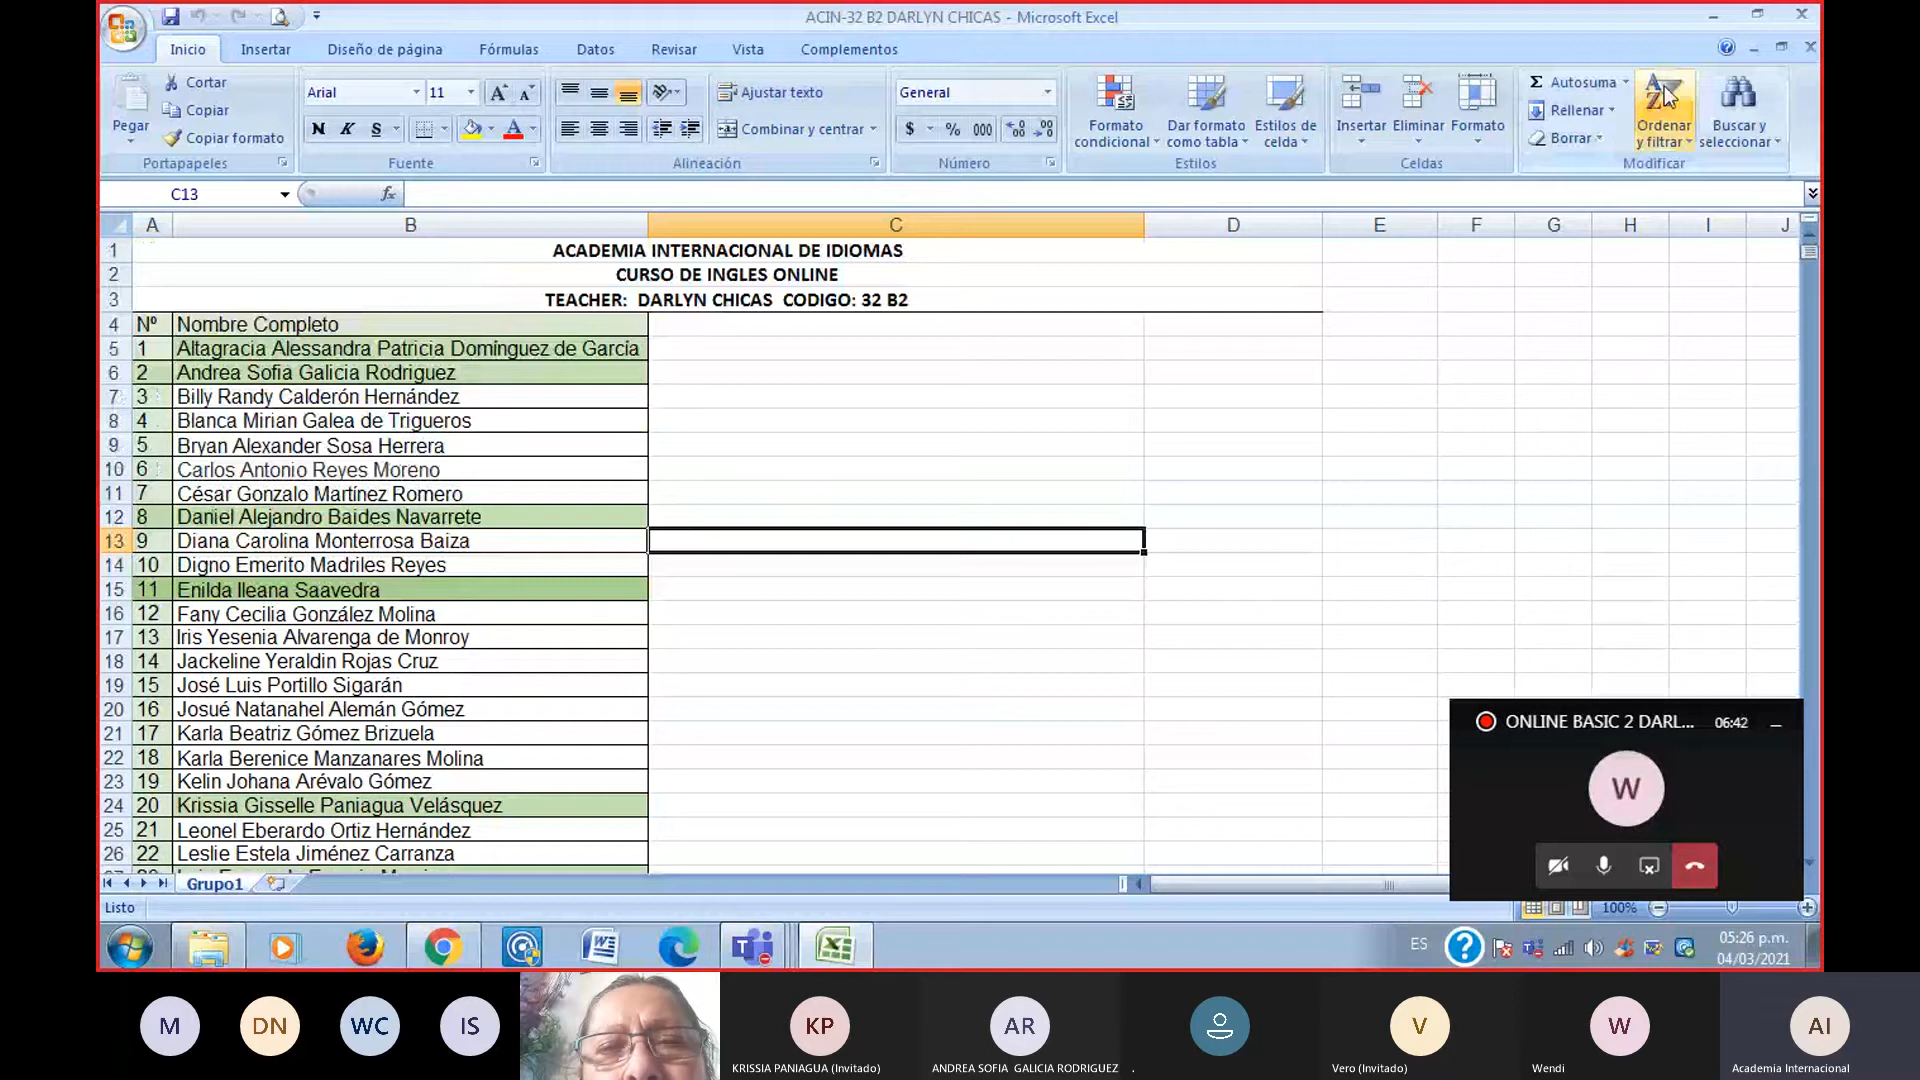 ACIN-32 B2 DARLYN CHICAS - Microsoft Excel
Inicio Insertar Diseño de página Fórmulas Datos Revisar Vista Complementos
Pegar
Cortar
Copiar
Copiar formato
Portapapeles
Arial 11
N K S
Fuente
Ajustar texto
Combinar y centrar
Alineación
General
$ % 000
Número
Formato condicional
Dar formato como tabla
Estilos de celda
Estilos
Insertar Eliminar Formato
Celdas
Σ Autosuma
Rellenar
Borrar
Ordenar y filtrar
Buscar y seleccionar
Modificar
C13 fx
A B C D E F G H I J
1 ACADEMIA INTERNACIONAL DE IDIOMAS
2 CURSO DE INGLES ONLINE
3 TEACHER: DARLYN CHICAS CODIGO: 32 B2
4 Nº Nombre Completo
5 1 Altagracia Alessandra Patricia Domínguez de García
6 2 Andrea Sofia Galicia Rodriguez
7 3 Billy Randy Calderón Hernández
8 4 Blanca Mirian Galea de Trigueros
9 5 Bryan Alexander Sosa Herrera
10 6 Carlos Antonio Reyes Moreno
11 7 César Gonzalo Martínez Romero
12 8 Daniel Alejandro Baides Navarrete
13 9 Diana Carolina Monterrosa Baiza
14 10 Digno Emerito Madriles Reyes
15 11 Enilda Ileana Saavedra
16 12 Fany Cecilia González Molina
17 13 Iris Yesenia Alvarenga de Monroy
18 14 Jackeline Yeraldin Rojas Cruz
19 15 José Luis Portillo Sigarán
20 16 Josué Natanahel Alemán Gómez
21 17 Karla Beatriz Gómez Brizuela
22 18 Karla Berenice Manzanares Molina
23 19 Kelin Johana Arévalo Gómez
24 20 Krissia Gisselle Paniagua Velásquez
25 21 Leonel Eberardo Ortiz Hernández
26 22 Leslie Estela Jiménez Carranza
ONLINE BASIC 2 DARL... 06:42
W
Grupo1
Listo
100%
ES
05:26 p.m.
04/03/2021
M DN WC IS KP AR V W AI
KRISSIA PANIAGUA (Invitado)
ANDREA SOFIA GALICIA RODRIGUEZ .
Vero (Invitado)
Wendi
Academia Internacional